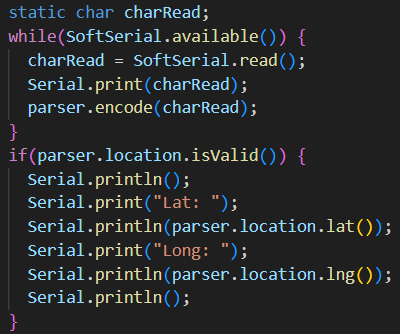 static char charRead;
while(SoftSerial.available()) {
  charRead = SoftSerial.read();
  Serial.print(charRead);
  parser.encode(charRead);
}
if(parser.location.isValid()) {
  Serial.println();
  Serial.print("Lat: ");
  Serial.println(parser.location.lat());
  Serial.print("Long: ");
  Serial.println(parser.location.lng());
  Serial.println();
}